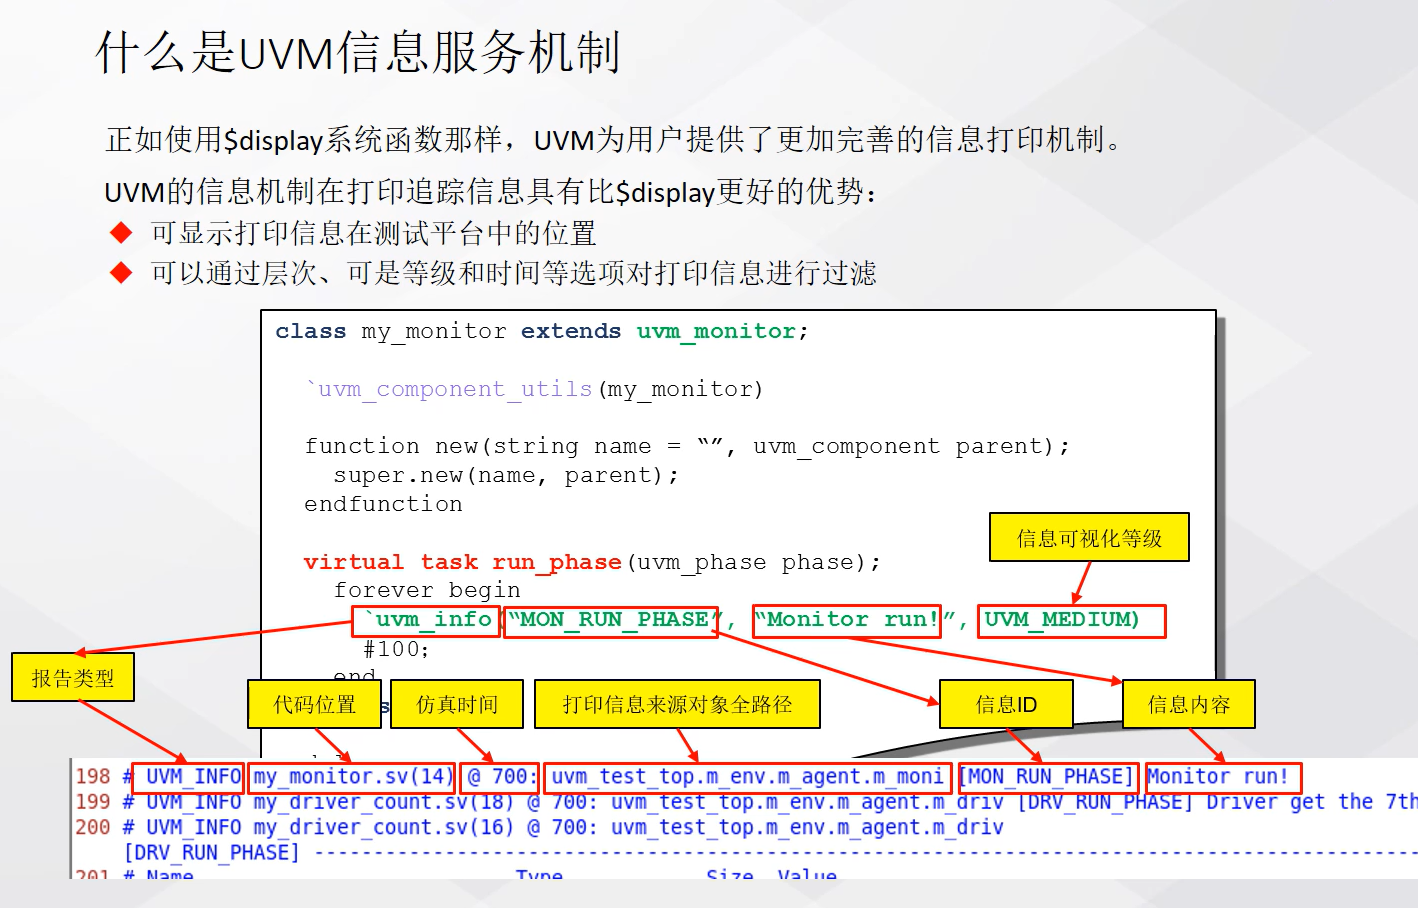 什么是UVM信息服务机制
正如使用$display系统函数那样，UVM为用户提供了更加完善的信息打印机制。
UVM的信息机制在打印追踪信息具有比$display更好的优势：
可显示打印信息在测试平台中的位置
可以通过层次、可是等级和时间等选项对打印信息进行过滤
class my_monitor extends uvm_monitor;
`uvm_component_utils(my_monitor)
function new(string name = “”, uvm_component parent);
super.new(name, parent);
endfunction
信息可视化等级
virtual task run_phase(uvm_phase phase);
forever begin
`uvm_info(“MON_RUN_PHASE”, “Monitor run!”, UVM_MEDIUM)
#100;
end
报告类型
代码位置
仿真时间
打印信息来源对象全路径
信息ID
信息内容
198 # UVM_INFO my_monitor.sv(14) @ 700: uvm_test_top.m_env.m_agent.m_moni [MON_RUN_PHASE] Monitor run!
199 # UVM_INFO my_driver_count.sv(18) @ 700: uvm_test_top.m_env.m_agent.m_driv [DRV_RUN_PHASE] Driver get the 7th
200 # UVM_INFO my_driver_count.sv(16) @ 700: uvm_test_top.m_env.m_agent.m_driv
[DRV_RUN_PHASE] ----------------------------------------------------------------------------------------------
201 # Name Type Size Value